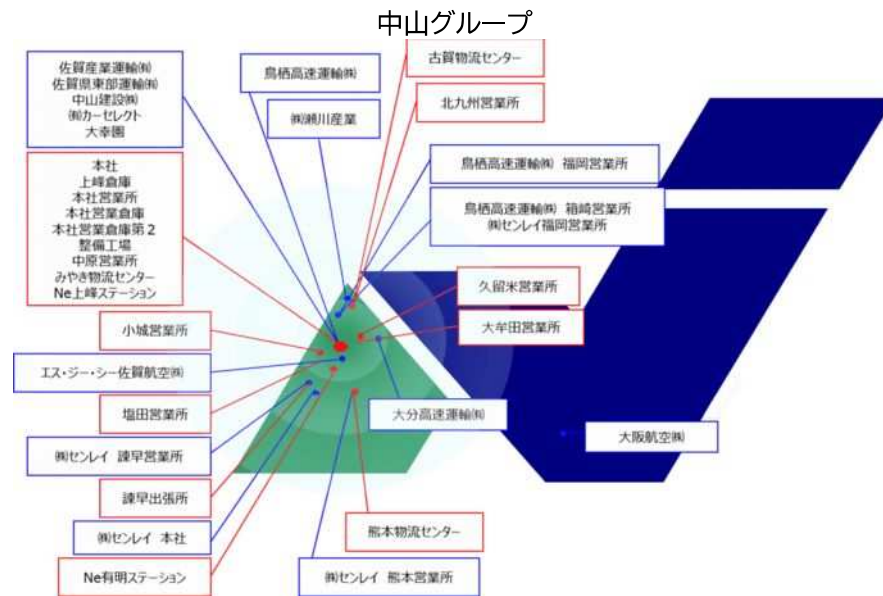 中山グループ
佐賀産業運輸㈱
佐賀県東部運輸㈱
中山建設㈱
㈲カーセレクト
大幸園
鳥栖高速運輸㈱
㈱瀬川産業
古賀物流センター
北九州営業所
鳥栖高速運輸㈱ 福岡営業所
鳥栖高速運輸㈱ 箱崎営業所
㈱センレイ福岡営業所
本社
上峰倉庫
本社営業所
本社営業倉庫
本社営業倉庫第2
整備工場
中原営業所
みやき物流センター
Ne上峰ステーション
久留米営業所
大牟田営業所
小城営業所
エス・ジー・シー佐賀航空㈱
塩田営業所
大分高速運輸㈱
大阪航空㈱
㈱センレイ 諫早営業所
諫早出張所
㈱センレイ 本社
熊本物流センター
Ne有明ステーション
㈱センレイ 熊本営業所